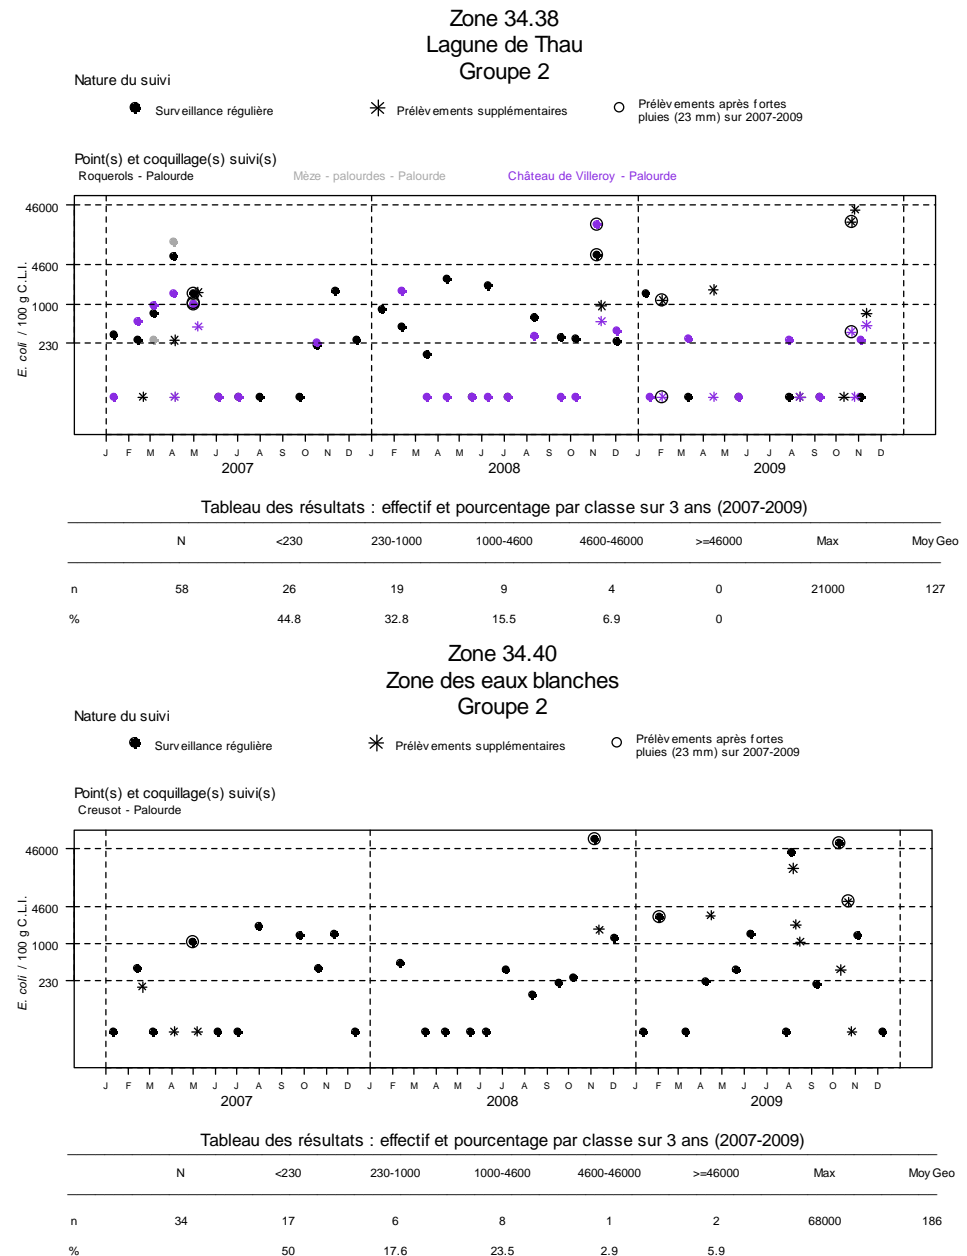 Zone 34.38
Lagune de Thau
Groupe 2
Nature du suivi
Surveillance régulière
Prélèvements supplémentaires
Prélèvements après fortes
pluies (23 mm) sur 2007-2009
Point(s) et coquillage(s) suivi(s)
Roquerols - Palourde Mèze - palourdes - Palourde Château de Villeroy - Palourde
E. coli / 100 g C.L.I.
46000
4600
1000
230
J F M A M J J A S O N D J F M A M J J A S O N D J F M A M J J A S O N D
2007 2008 2009
Tableau des résultats : effectif et pourcentage par classe sur 3 ans (2007-2009)
N <230 230-1000 1000-4600 4600-46000 >=46000 Max Moy Geo
n 58 26 19 9 4 0 21000 127
% 44.8 32.8 15.5 6.9 0
Zone 34.40
Zone des eaux blanches
Groupe 2
Nature du suivi
Surveillance régulière
Prélèvements supplémentaires
Prélèvements après fortes
pluies (23 mm) sur 2007-2009
Point(s) et coquillage(s) suivi(s)
Creusot - Palourde
E. coli / 100 g C.L.I.
46000
4600
1000
230
J F M A M J J A S O N D J F M A M J J A S O N D J F M A M J J A S O N D
2007 2008 2009
Tableau des résultats : effectif et pourcentage par classe sur 3 ans (2007-2009)
N <230 230-1000 1000-4600 4600-46000 >=46000 Max Moy Geo
n 34 17 6 8 1 2 68000 186
% 50 17.6 23.5 2.9 5.9